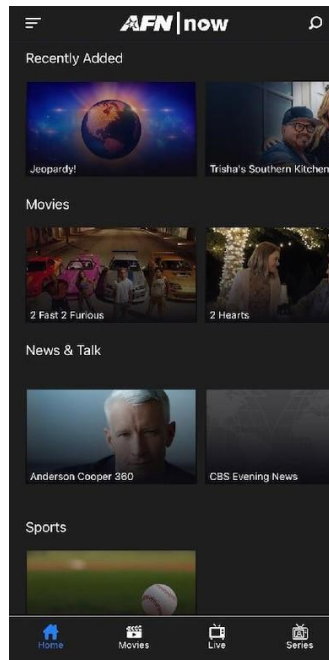 AFN|now
Recently Added
Jeopardy!
Trisha's Southern Kitchen
Movies
2 Fast 2 Furious
2 Hearts
News & Talk
Anderson Cooper 360
CBS Evening News
Sports
Home
Movies
Live
Series